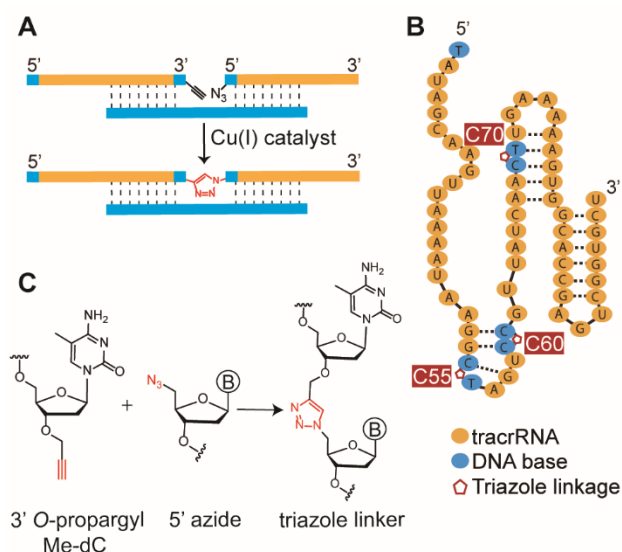 A
5'
3'
5'
3'
N3
Cu(I) catalyst
5'
3'
N=N
N
B
5'
T
A
U
A
G
C
A
A
G
U
U
A
A
A
A
U
A
A
G
G
C
T
A
G
U
C
C
G
U
U
A
U
C
A
A
C
T
U
G
A
A
A
A
A
G
U
G
G
C
A
C
C
G
A
G
U
C
G
G
U
G
C
U
3'
C70
C60
C55
tracrRNA
DNA base
Triazole linkage
C
NH2
N
N
O
O
O
O
+
N3
B
O
O
NH2
N
N
O
O
O
O
N
N
N
B
O
O
3' O-propargyl
Me-dC
5' azide
triazole linker